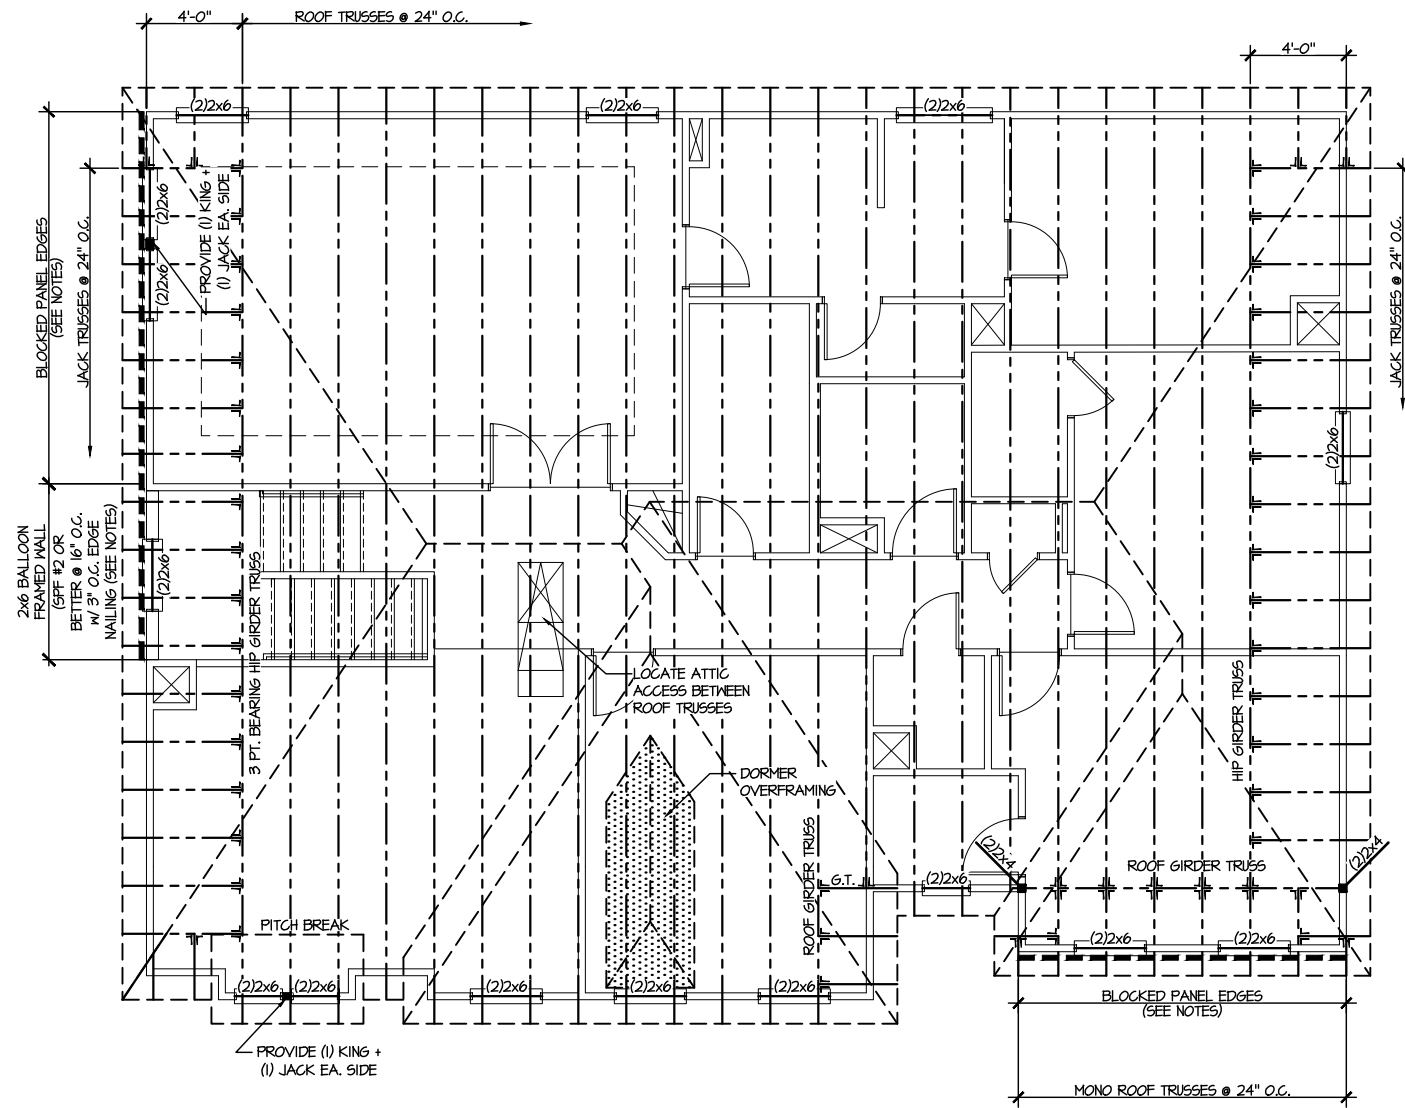 4'-0"
ROOF TRUSSES @ 24" O.C.
4'-0"
(2)2x6
(2)2x6
(2)2x6
BLOCKED PANEL EDGES
(SEE NOTES)
JACK TRUSSES @ 24" O.C.
(2)2x6
(2)2x6
PROVIDE (1) KING +
(1) JACK EA. SIDE
JACK TRUSSES @ 24" O.C.
(2)2x6
2x6 BALLOON
FRAMED WALL
(SPF #2 OR
BETTER @ 16" O.C.
W/ 3" O.C. EDGE
NAILING (SEE NOTES)
(2)2x6
3 PT. BEARING HIP GIRDER TRUSS
LOCATE ATTIC
ACCESS BETWEEN
ROOF TRUSSES
HIP GIRDER TRUSS
DORMER
OVERFRAMING
ROOF GIRDER TRUSS
G.T.
(2)2x6
(2)2x4
ROOF GIRDER TRUSS
(2)2x4
PITCH BREAK
(2)2x6
(2)2x6
(2)2x6
(2)2x6
(2)2x6
(2)2x6
(2)2x6
BLOCKED PANEL EDGES
(SEE NOTES)
PROVIDE (1) KING +
(1) JACK EA. SIDE
MONO ROOF TRUSSES @ 24" O.C.